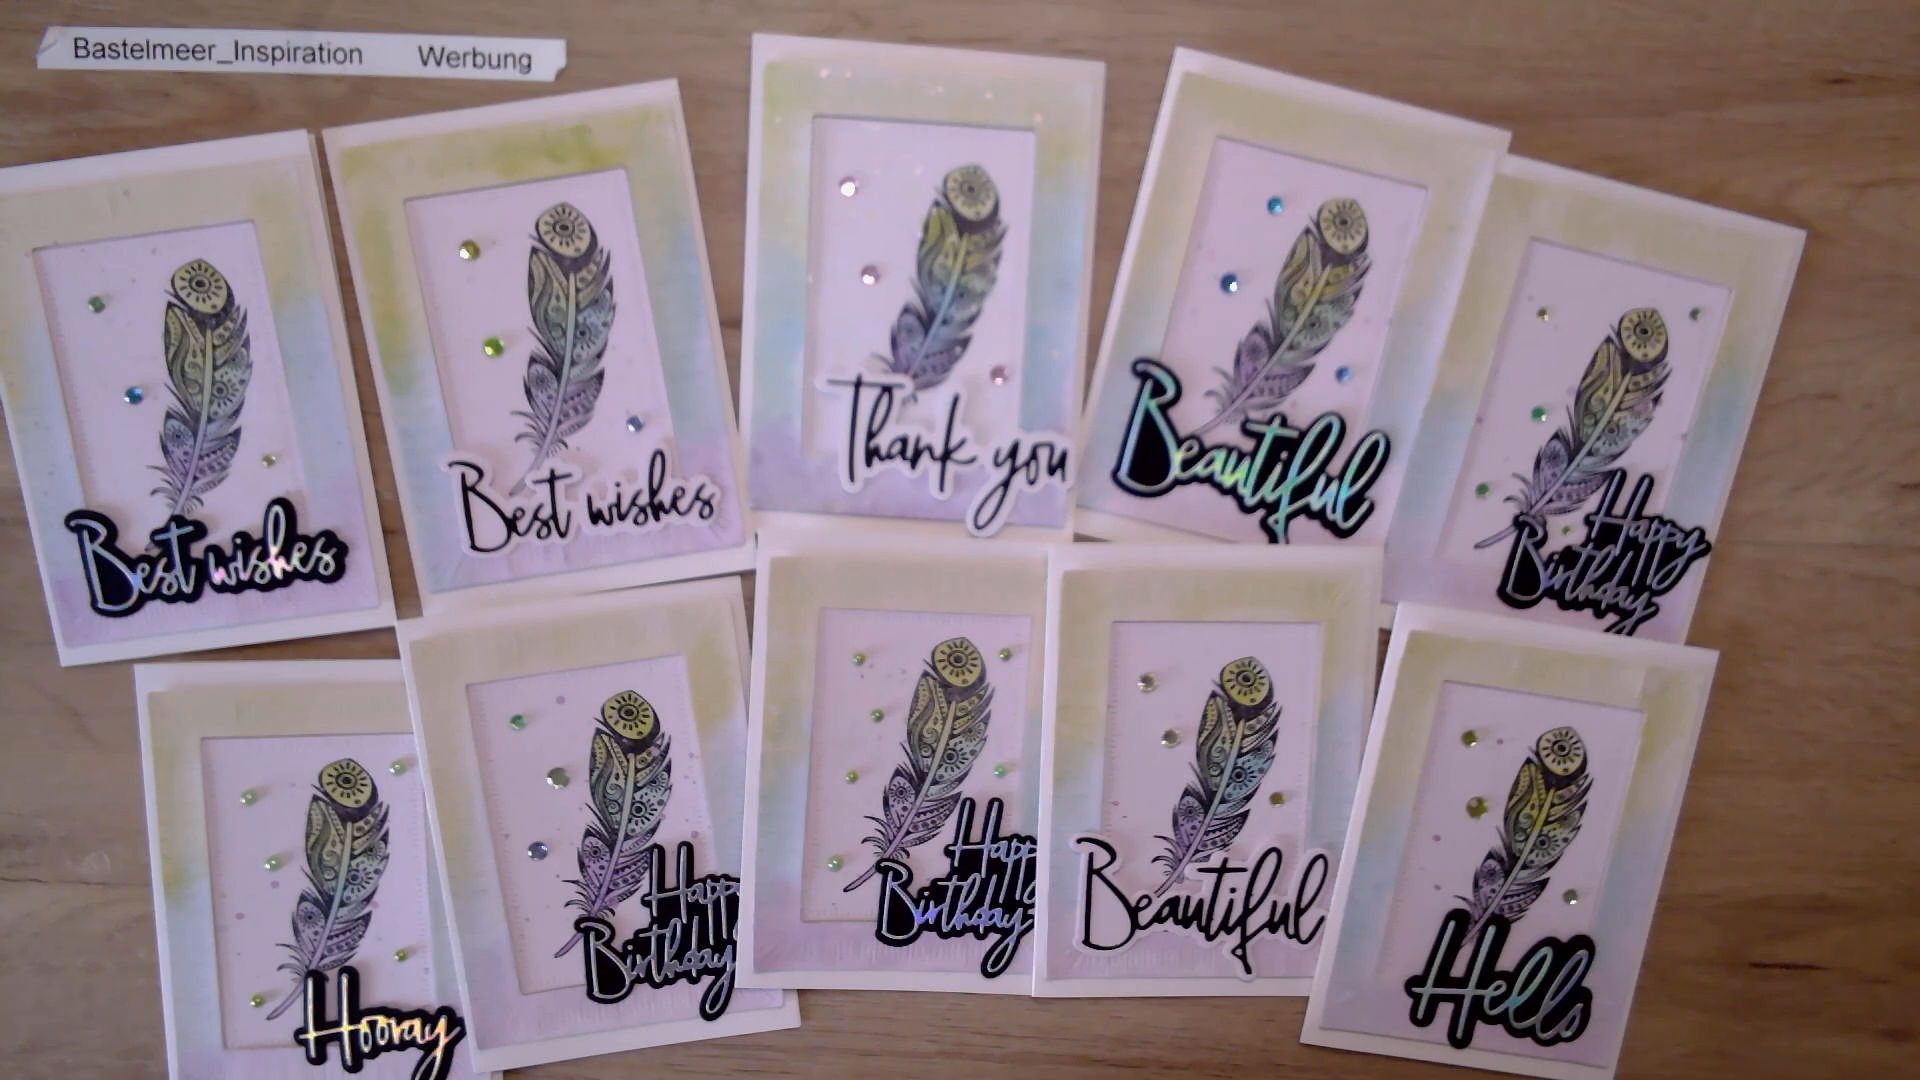 Bastelmeer_Inspiration Werbung
Best wishes
Best wishes
Thank you
Beautiful
Happy
Birthday
Hooray
Happy
Birthday
Happy
Birthday
Beautiful
Hello